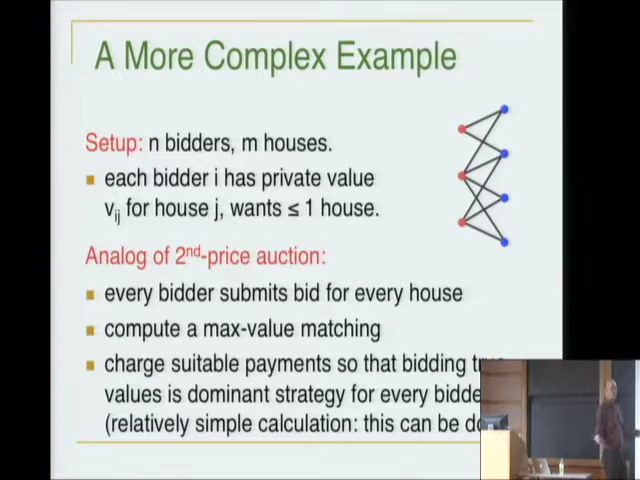 A More Complex Example
Setup: n bidders, m houses.
each bidder i has private value
vij for house j, wants ≤ 1 house.
Analog of 2nd-price auction:
every bidder submits bid for every house
compute a max-value matching
charge suitable payments so that bidding
values is dominant strategy for every
(relatively simple calculation: this can be